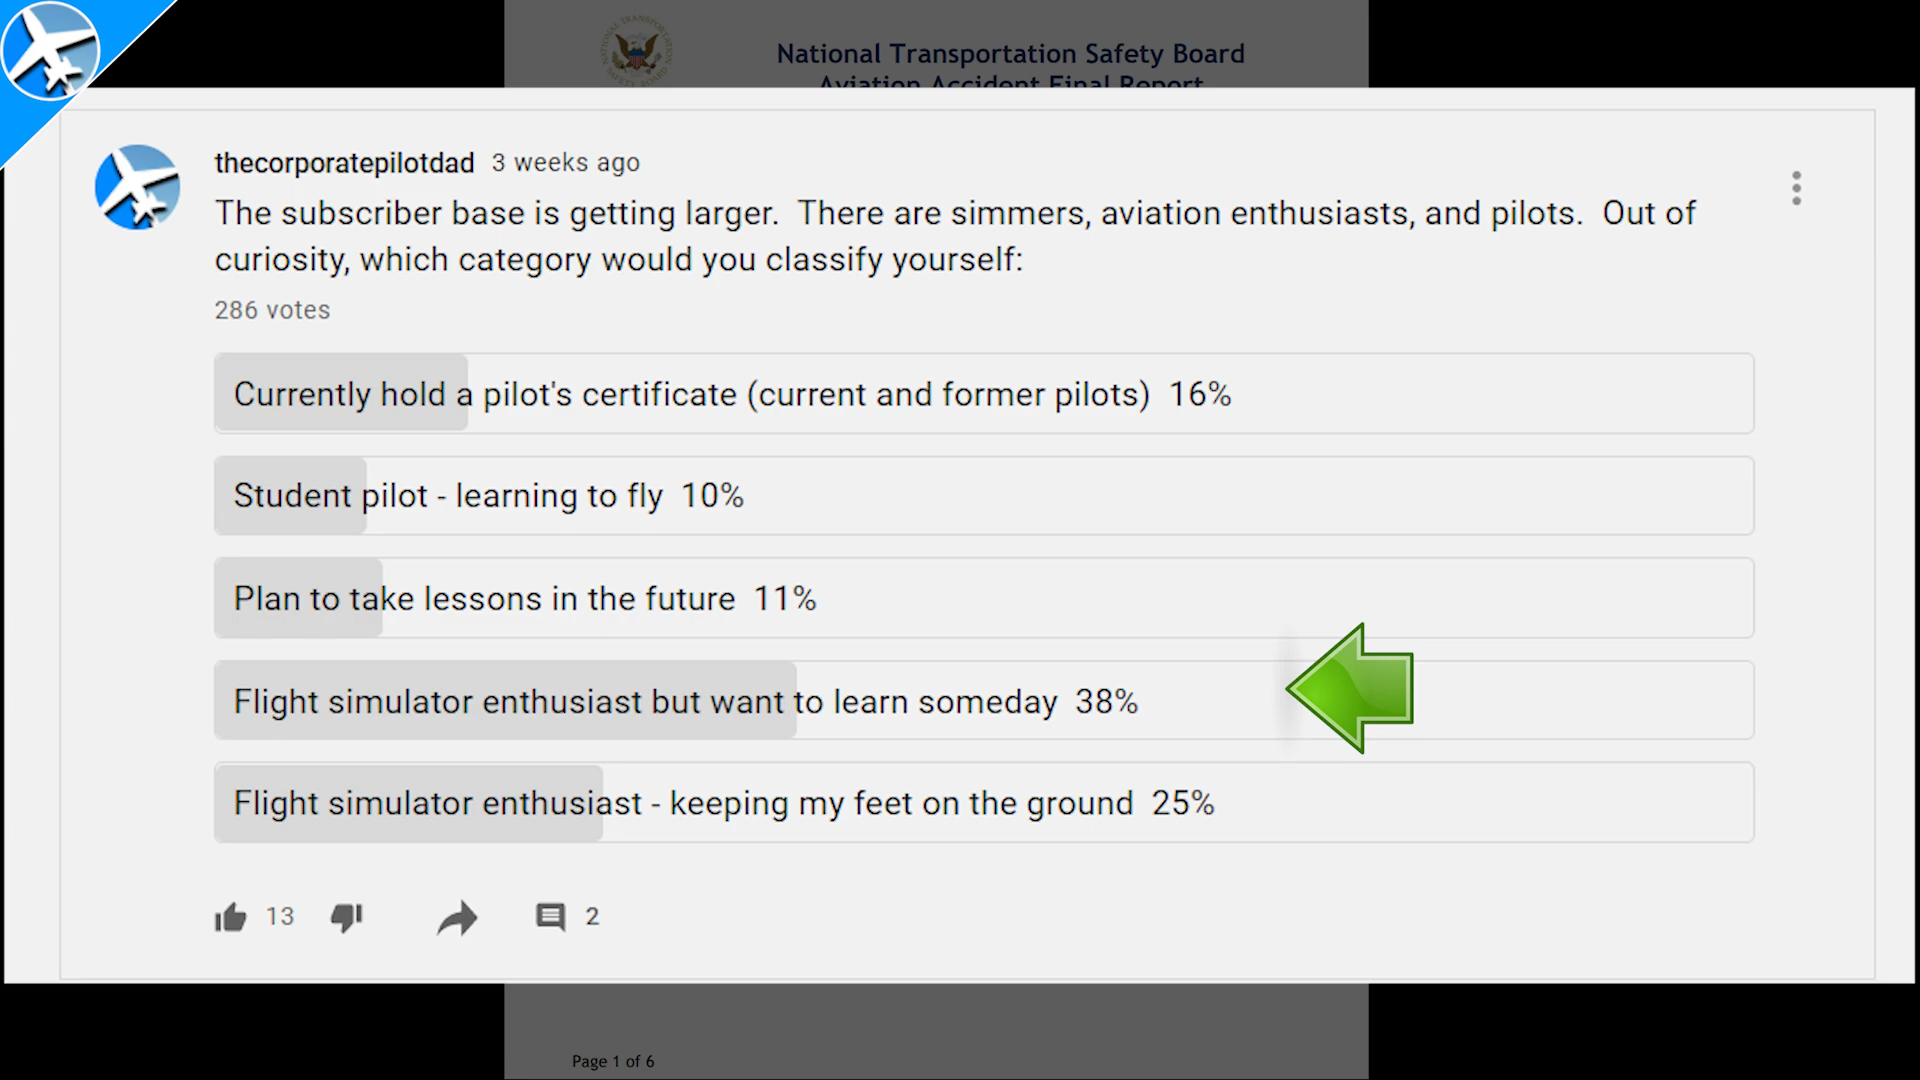 National Transportation Safety Board
Aviation Accident Final Report
thecorporatepilotdad 3 weeks ago
The subscriber base is getting larger. There are simmers, aviation enthusiasts, and pilots. Out of
curiosity, which category would you classify yourself:
286 votes
Currently hold a pilot's certificate (current and former pilots) 16%
Student pilot - learning to fly 10%
Plan to take lessons in the future 11%
Flight simulator enthusiast but want to learn someday 38%
Flight simulator enthusiast - keeping my feet on the ground 25%
13 2
Page 1 of 6